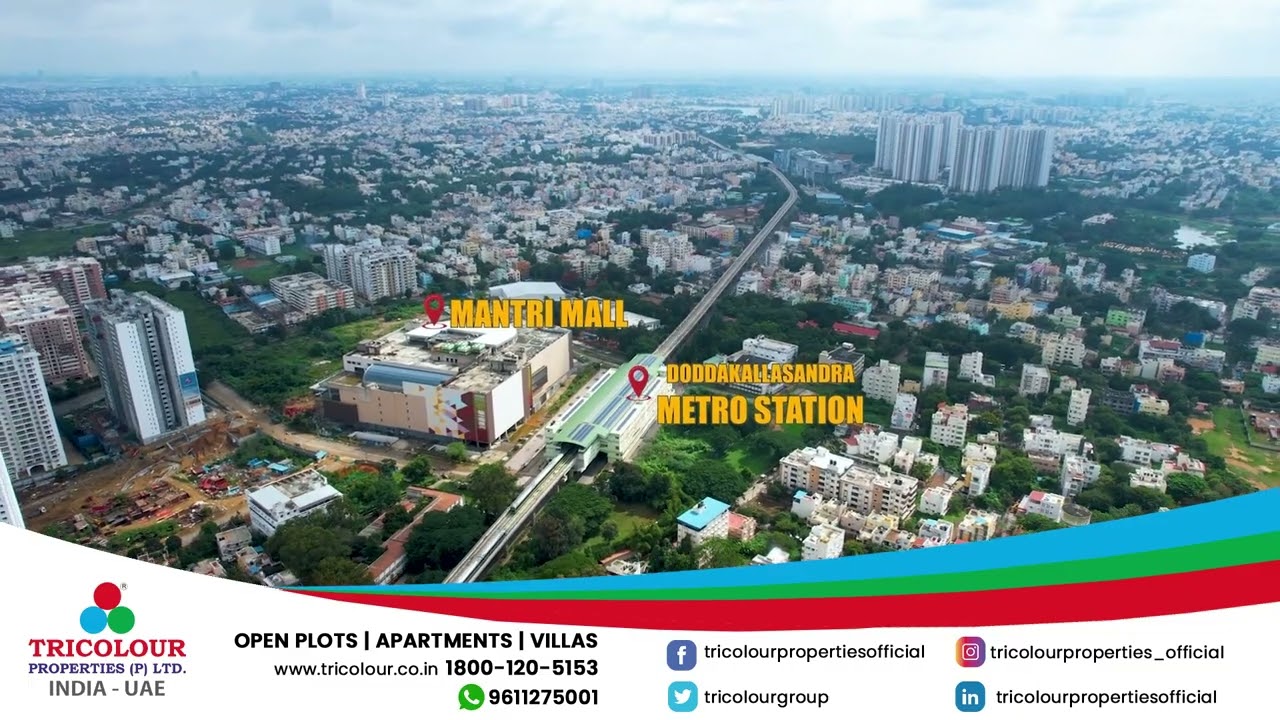 MANTRI MALL
DODDAKALLASANDRA
METRO STATION
®
TRICOLOUR
PROPERTIES (P) LTD.
INDIA - UAE
OPEN PLOTS | APARTMENTS | VILLAS
www.tricolour.co.in 1800-120-5153
9611275001
tricolourpropertiesofficial
tricolourgroup
tricolourproperties_official
tricolourpropertiesofficial